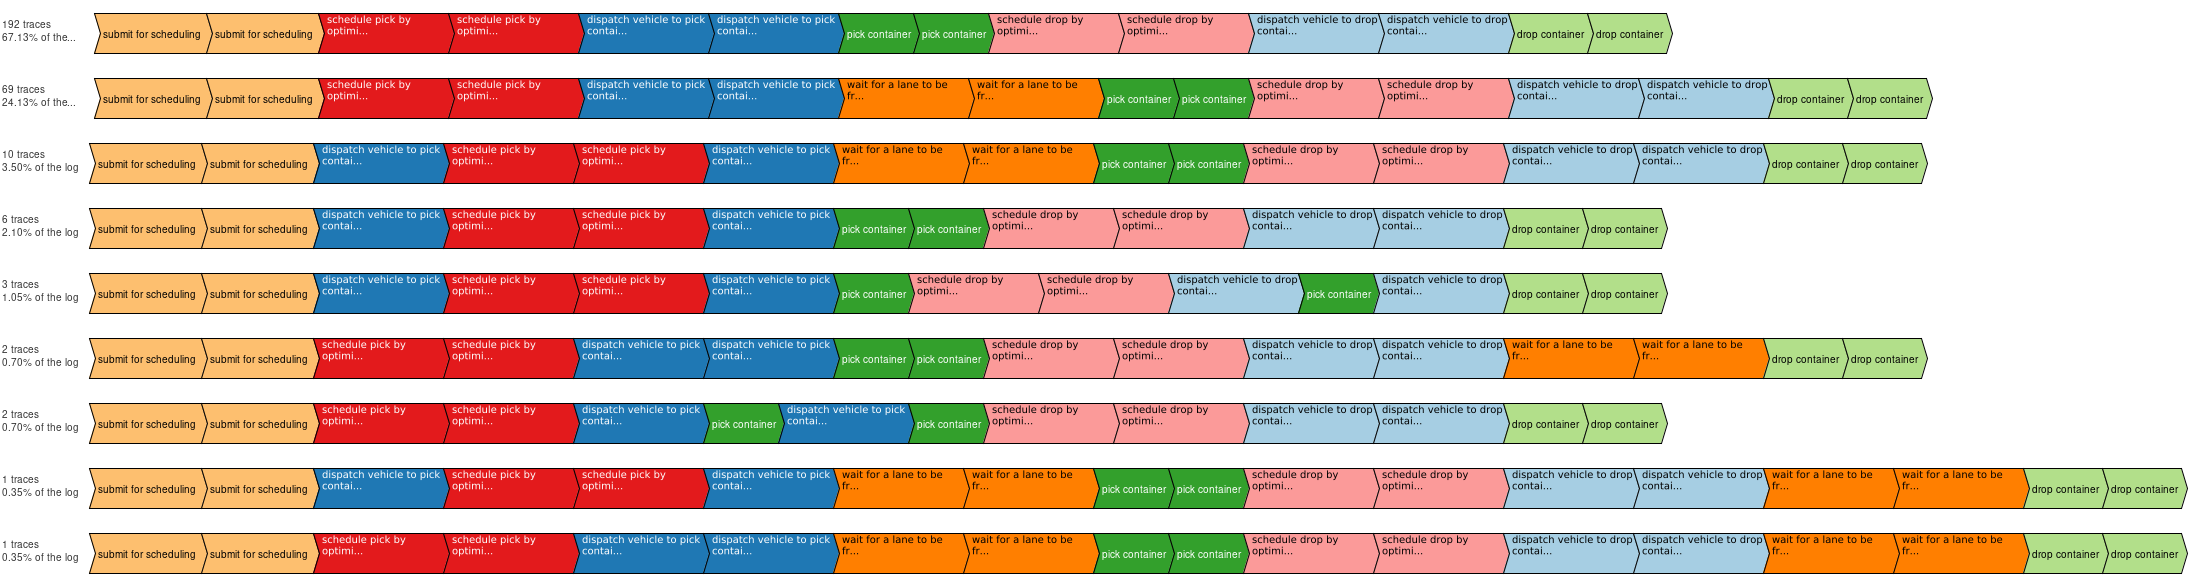 192 traces
67.13% of the...
submit for scheduling submit for scheduling schedule pick by optimi... schedule pick by optimi... dispatch vehicle to pick contai... dispatch vehicle to pick contai... pick container pick container schedule drop by optimi... schedule drop by optimi... dispatch vehicle to drop contai... dispatch vehicle to drop contai... drop container drop container
69 traces
24.13% of the...
submit for scheduling submit for scheduling schedule pick by optimi... schedule pick by optimi... dispatch vehicle to pick contai... dispatch vehicle to pick contai... wait for a lane to be fr... wait for a lane to be fr... pick container pick container schedule drop by optimi... schedule drop by optimi... dispatch vehicle to drop contai... dispatch vehicle to drop contai... drop container drop container
10 traces
3.50% of the log
submit for scheduling submit for scheduling dispatch vehicle to pick contai... schedule pick by optimi... schedule pick by optimi... dispatch vehicle to pick contai... wait for a lane to be fr... wait for a lane to be fr... pick container pick container schedule drop by optimi... schedule drop by optimi... dispatch vehicle to drop contai... dispatch vehicle to drop contai... drop container drop container
6 traces
2.10% of the log
submit for scheduling submit for scheduling dispatch vehicle to pick contai... schedule pick by optimi... schedule pick by optimi... dispatch vehicle to pick contai... pick container pick container schedule drop by optimi... schedule drop by optimi... dispatch vehicle to drop contai... dispatch vehicle to drop contai... drop container drop container
3 traces
1.05% of the log
submit for scheduling submit for scheduling dispatch vehicle to pick contai... schedule pick by optimi... schedule pick by optimi... dispatch vehicle to pick contai... pick container schedule drop by optimi... schedule drop by optimi... dispatch vehicle to drop contai... pick container dispatch vehicle to drop contai... drop container drop container
2 traces
0.70% of the log
submit for scheduling submit for scheduling schedule pick by optimi... schedule pick by optimi... dispatch vehicle to pick contai... dispatch vehicle to pick contai... pick container pick container schedule drop by optimi... schedule drop by optimi... dispatch vehicle to drop contai... dispatch vehicle to drop contai... wait for a lane to be fr... wait for a lane to be fr... drop container drop container
2 traces
0.70% of the log
submit for scheduling submit for scheduling schedule pick by optimi... schedule pick by optimi... dispatch vehicle to pick contai... pick container dispatch vehicle to pick contai... pick container schedule drop by optimi... schedule drop by optimi... dispatch vehicle to drop contai... dispatch vehicle to drop contai... drop container drop container
1 traces
0.35% of the log
submit for scheduling submit for scheduling dispatch vehicle to pick contai... schedule pick by optimi... schedule pick by optimi... dispatch vehicle to pick contai... wait for a lane to be fr... wait for a lane to be fr... pick container pick container schedule drop by optimi... schedule drop by optimi... dispatch vehicle to drop contai... dispatch vehicle to drop contai... wait for a lane to be fr... wait for a lane to be fr... drop container drop container
1 traces
0.35% of the log
submit for scheduling submit for scheduling schedule pick by optimi... schedule pick by optimi... dispatch vehicle to pick contai... dispatch vehicle to pick contai... wait for a lane to be fr... wait for a lane to be fr... pick container pick container schedule drop by optimi... schedule drop by optimi... dispatch vehicle to drop contai... dispatch vehicle to drop contai... wait for a lane to be fr... wait for a lane to be fr... drop container drop container